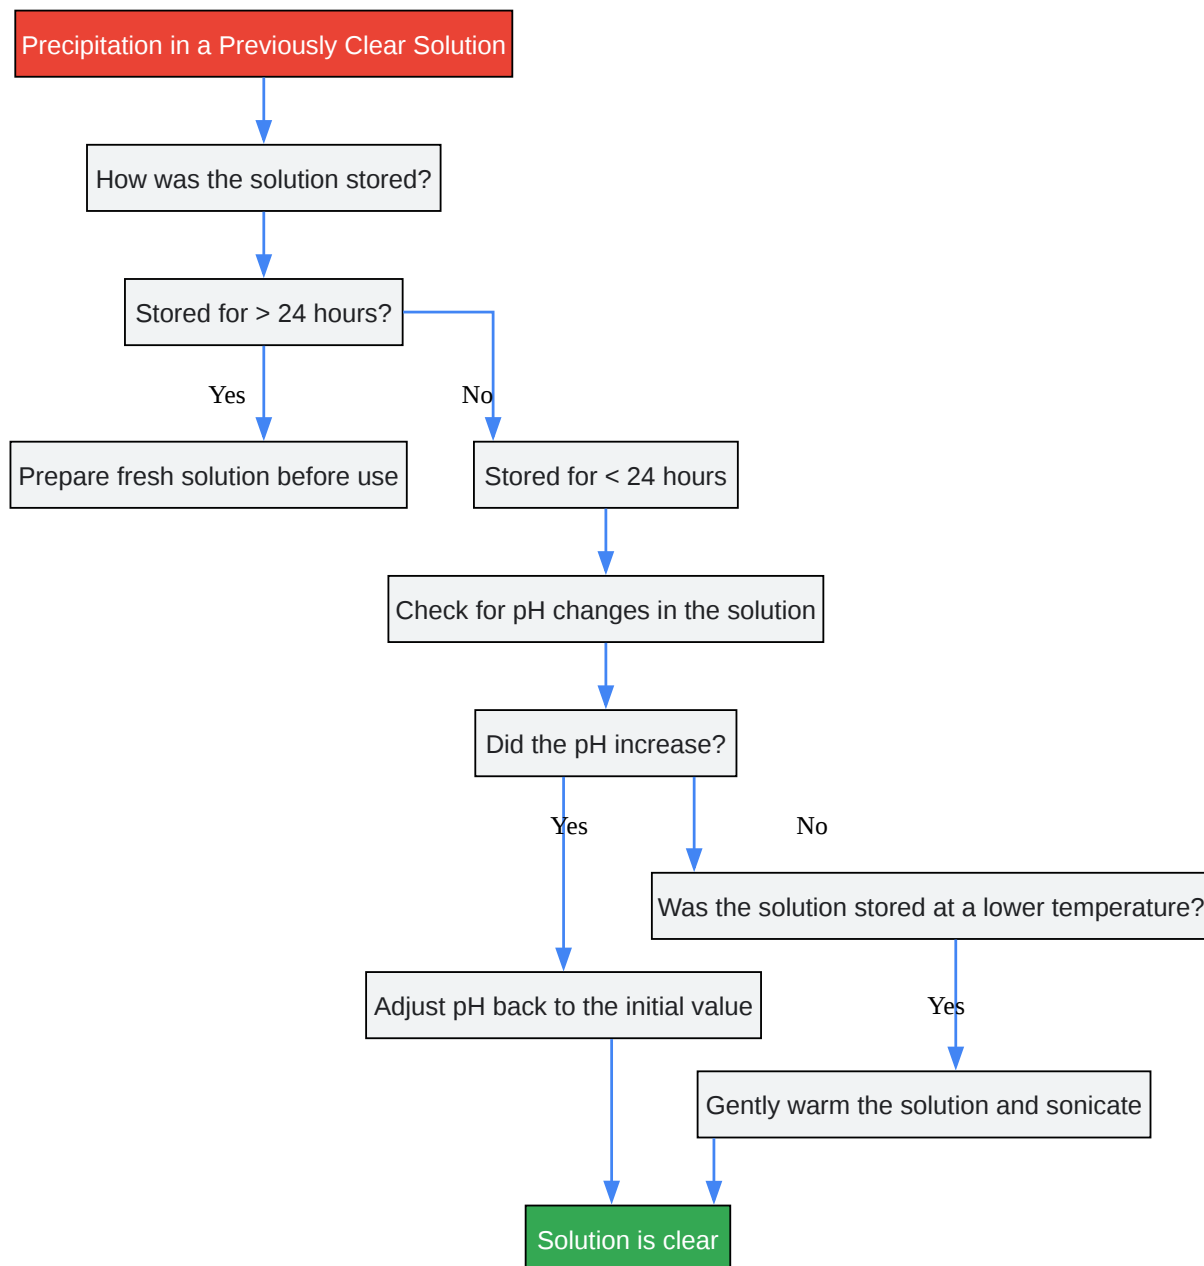 Precipitation in a Previously Clear Solution
How was the solution stored?
Stored for > 24 hours?
Yes
No
Prepare fresh solution before use
Stored for < 24 hours
Check for pH changes in the solution
Did the pH increase?
Yes
No
Was the solution stored at a lower temperature?
Adjust pH back to the initial value
Yes
Gently warm the solution and sonicate
Solution is clear